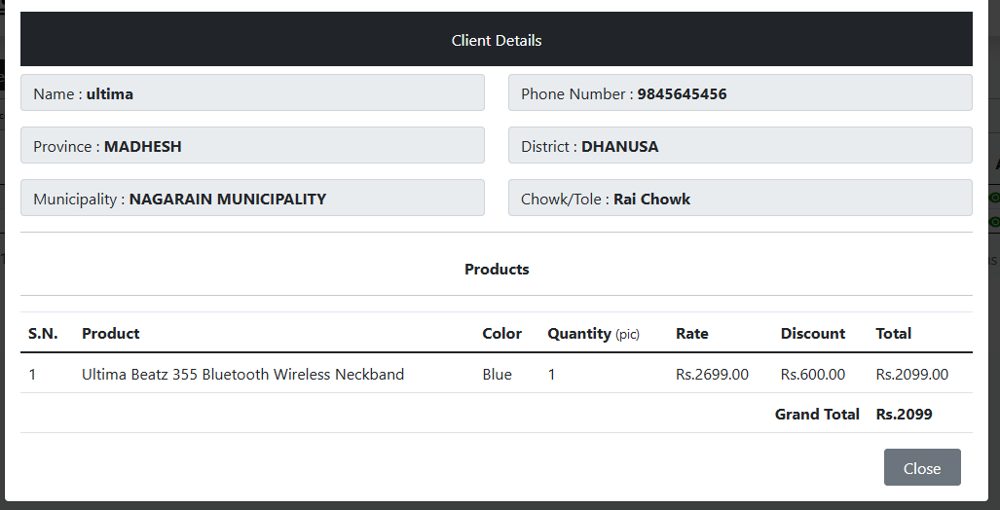 Client Details
Name : ultima
Phone Number : 9845645456
Province : MADHESH
District : DHANUSA
Municipality : NAGARAIN MUNICIPALITY
Chowk/Tole : Rai Chowk
Products
S.N. Product Color Quantity (pic) Rate Discount Total
1 Ultima Beatz 355 Bluetooth Wireless Neckband Blue 1 Rs.2699.00 Rs.600.00 Rs.2099.00
Grand Total Rs.2099
Close